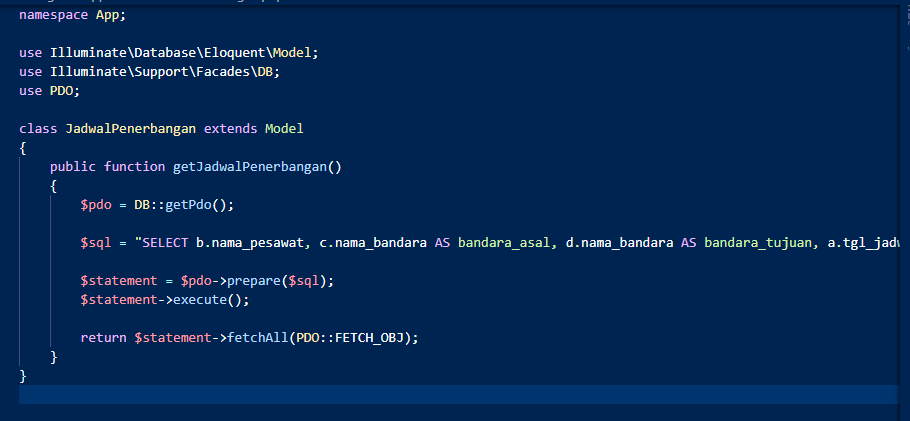 namespace App;
use Illuminate\Database\Eloquent\Model;
use Illuminate\Support\Facades\DB;
use PDO;
class JadwalPenerbangan extends Model
{
public function getJadwalPenerbangan()
{
$pdo = DB::getPdo();
$sql = "SELECT b.nama_pesawat, c.nama_bandara AS bandara_asal, d.nama_bandara AS bandara_tujuan, a.tgl_jadw
$statement = $pdo->prepare($sql);
$statement->execute();
return $statement->fetchAll(PDO::FETCH_OBJ);
}
}